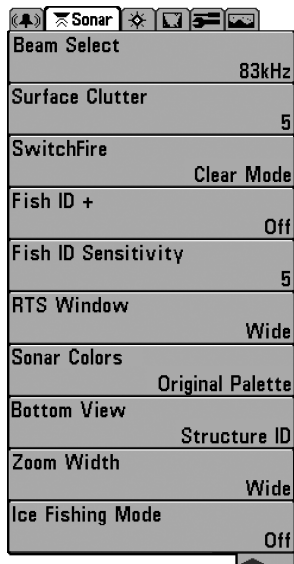 Sonar
Beam Select
83kHz
Surface Clutter
5
SwitchFire
Clear Mode
Fish ID +
Off
Fish ID Sensitivity
5
RTS Window
Wide
Sonar Colors
Original Palette
Bottom View
Structure ID
Zoom Width
Wide
Ice Fishing Mode
Off